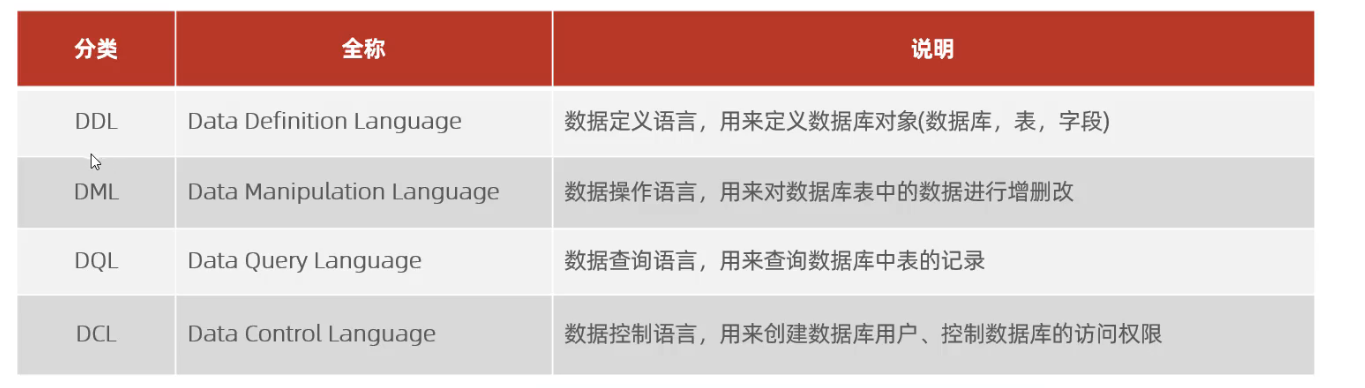 分类 全称 说明
DDL Data Definition Language 数据定义语言，用来定义数据库对象(数据库，表，字段)
DML Data Manipulation Language 数据操作语言，用来对数据库表中的数据进行增删改
DQL Data Query Language 数据查询语言，用来查询数据库中表的记录
DCL Data Control Language 数据控制语言，用来创建数据库用户、控制数据库的访问权限